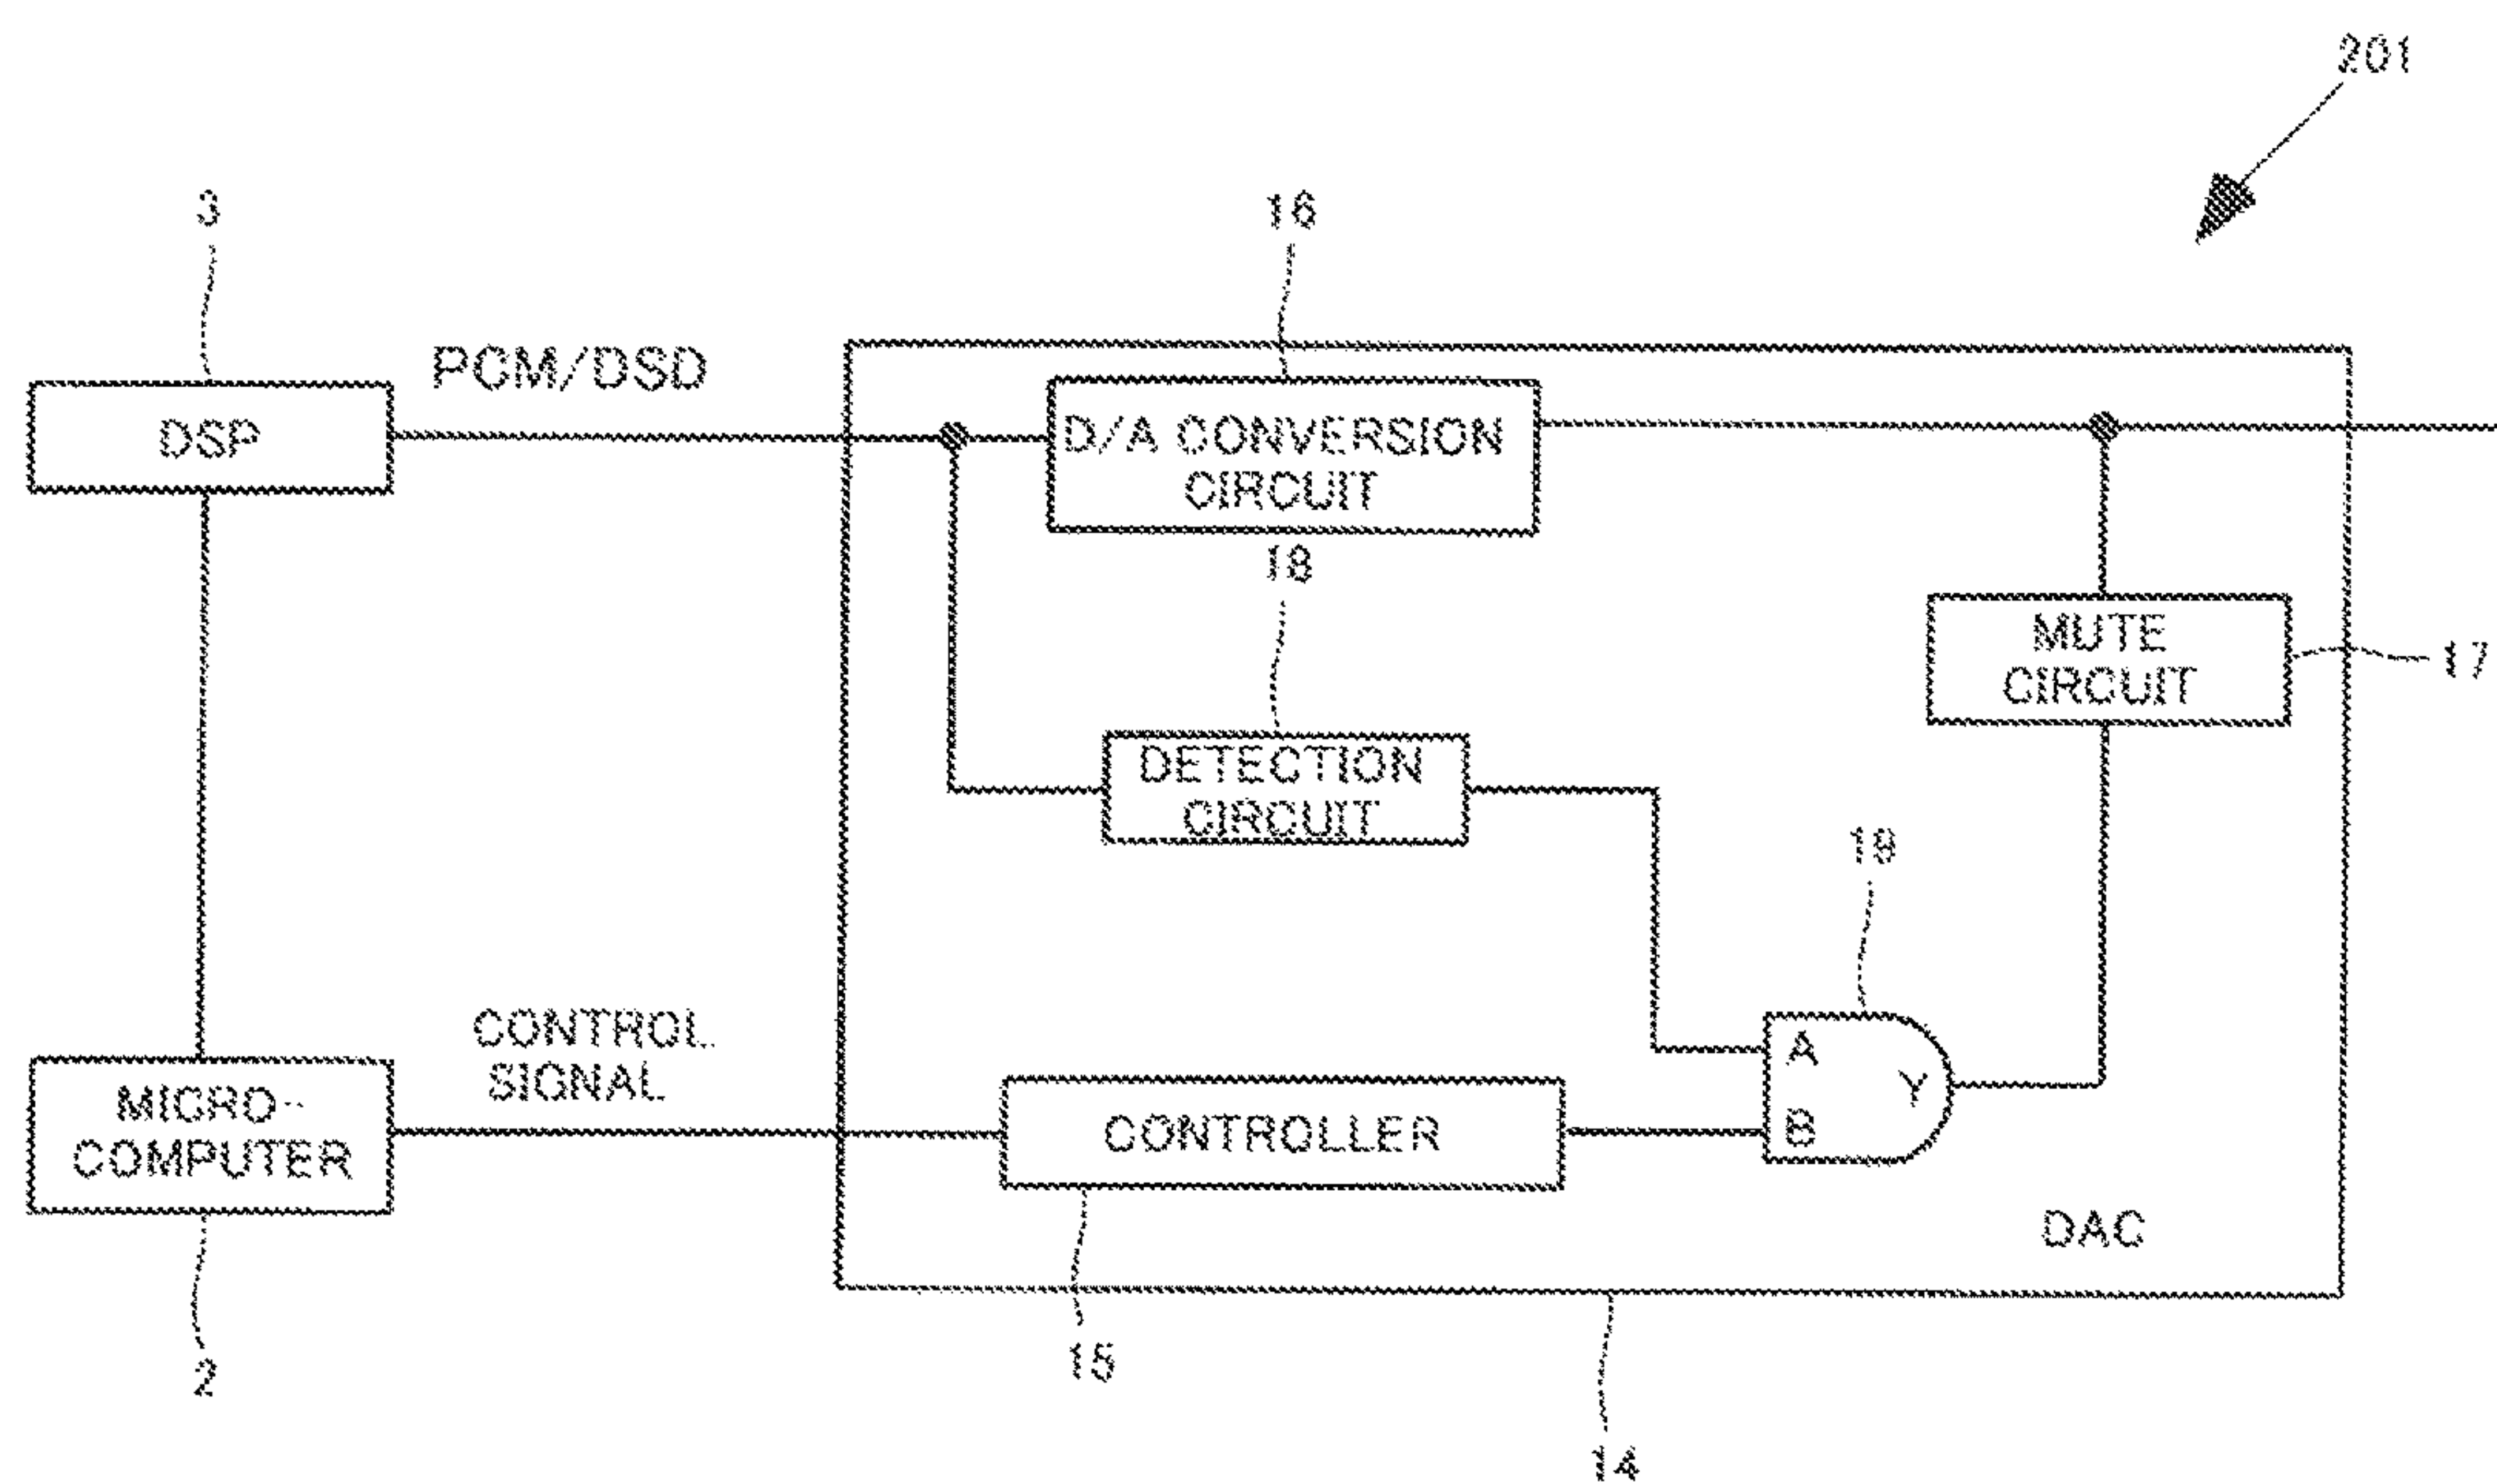 201
3
16
PCM/DSD
DSP
D/A CONVERSION
CIRCUIT
18
MUTE
CIRCUIT
17
DETECTION
CIRCUIT
19
CONTROL
SIGNAL
A
Y
B
MICRO-
COMPUTER
CONTROLLER
DAC
15
2
14